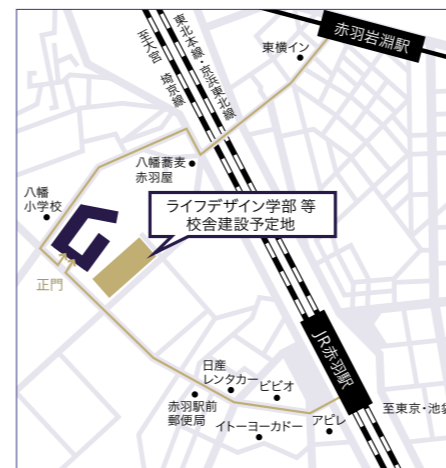 赤羽岩淵駅
東横イン
東北本線・京浜東北線
至大宮 埼京線
八幡蕎麦
赤羽屋
八幡
小学校
ライフデザイン学部 等
校舎建設予定地
正門
JR赤羽駅
日産
レンタカー
ビビオ
至東京・池袋
赤羽駅前
郵便局
イトーヨーカドー
アピレ